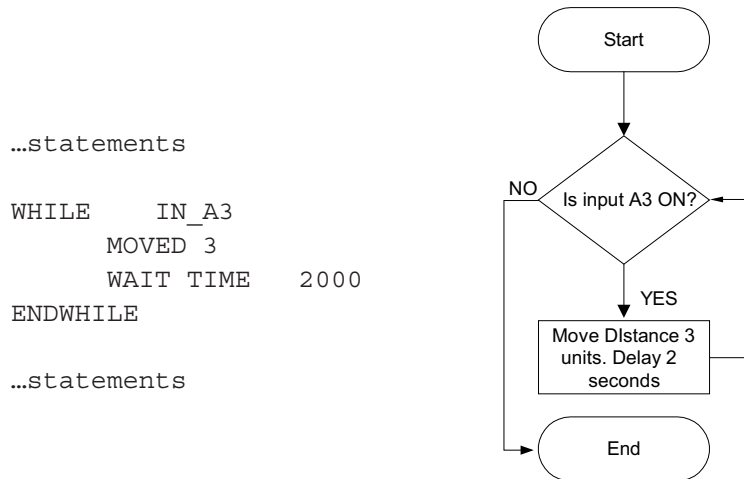 …statements
WHILE IN_A3
MOVED 3
WAIT TIME 2000
ENDWHILE
…statements
Start
Is input A3 ON?
NO
YES
Move DIstance 3
units. Delay 2
seconds
End